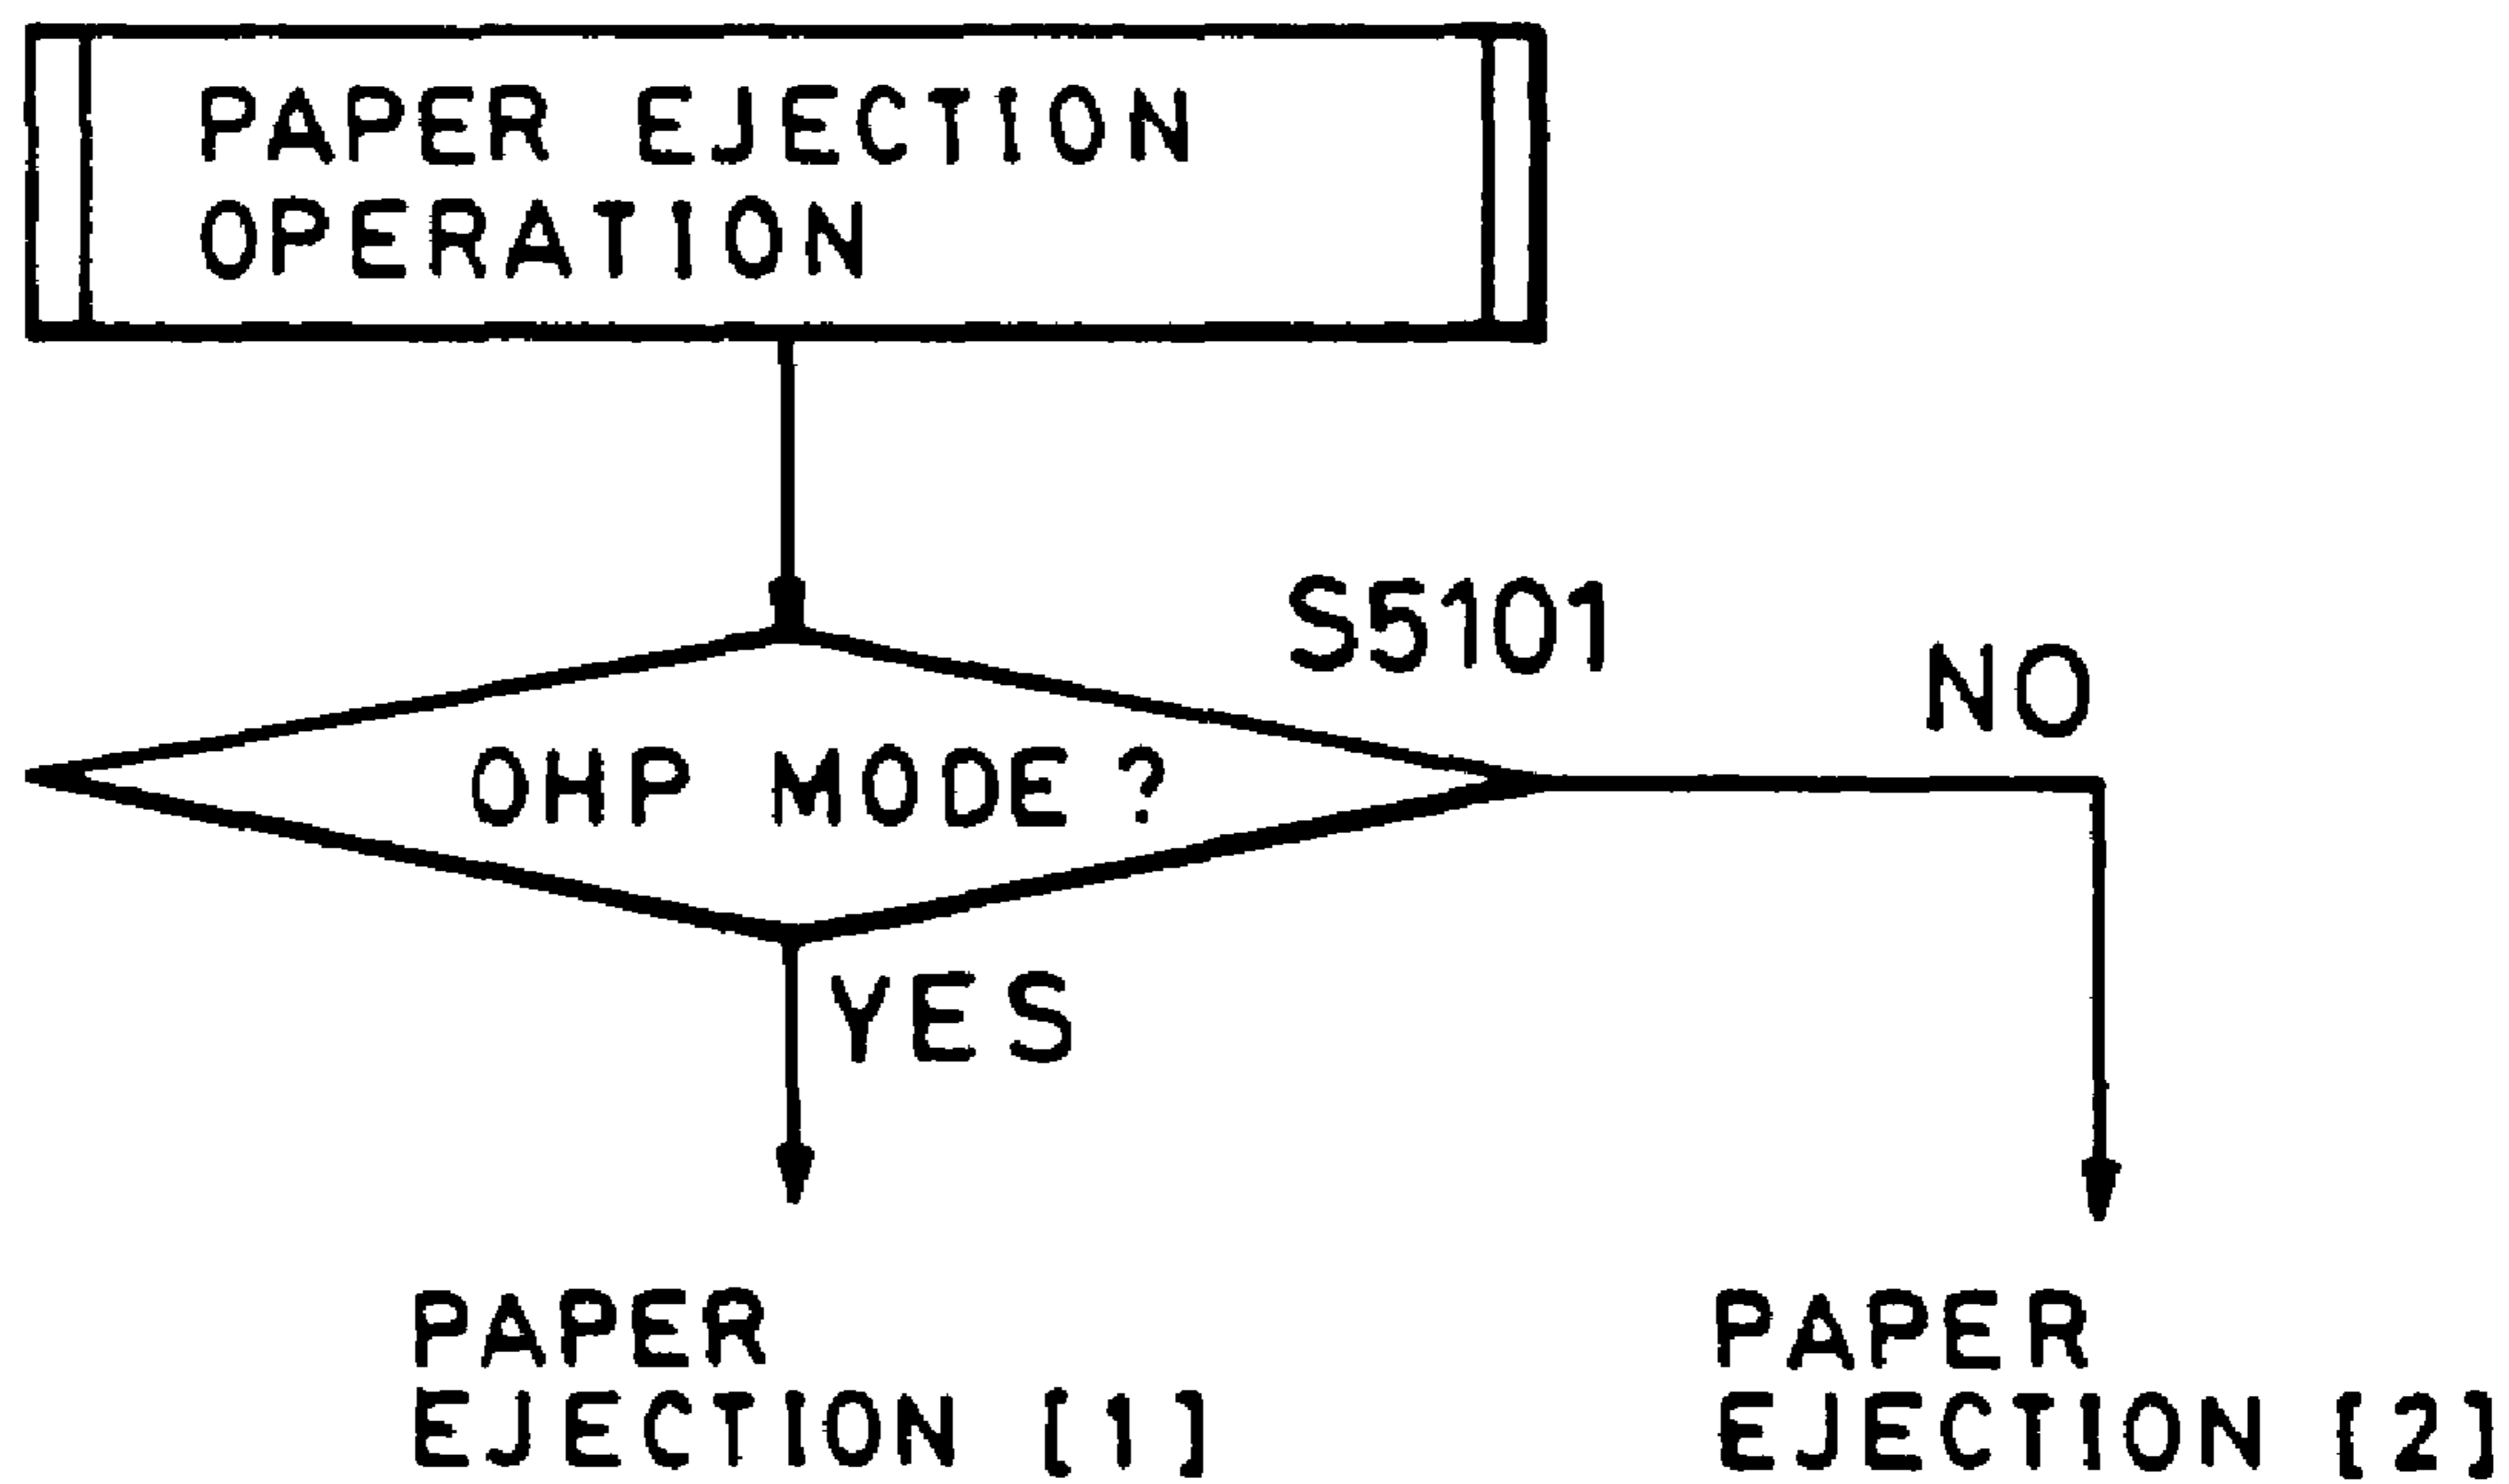 PAPER EJECTION
OPERATION
S5101
NO
OHP MODE ?
YES
PAPER
EJECTION [1]
PAPER
EJECTION [2]